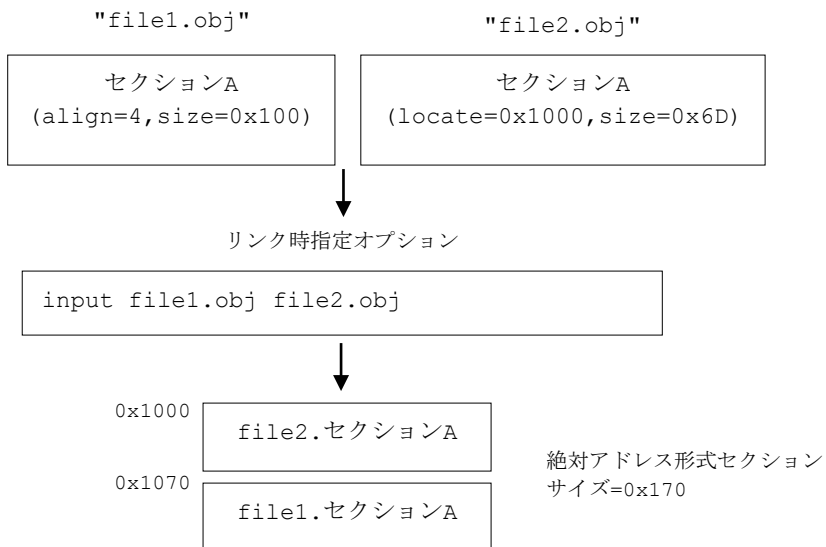 "file1.obj"
"file2.obj"
セクションA
(align=4,size=0x100)
セクションA
(locate=0x1000,size=0x6D)
リンク時指定オプション
input file1.obj file2.obj
0x1000
file2.セクションA
0x1070
file1.セクションA
絶対アドレス形式セクション
サイズ=0x170